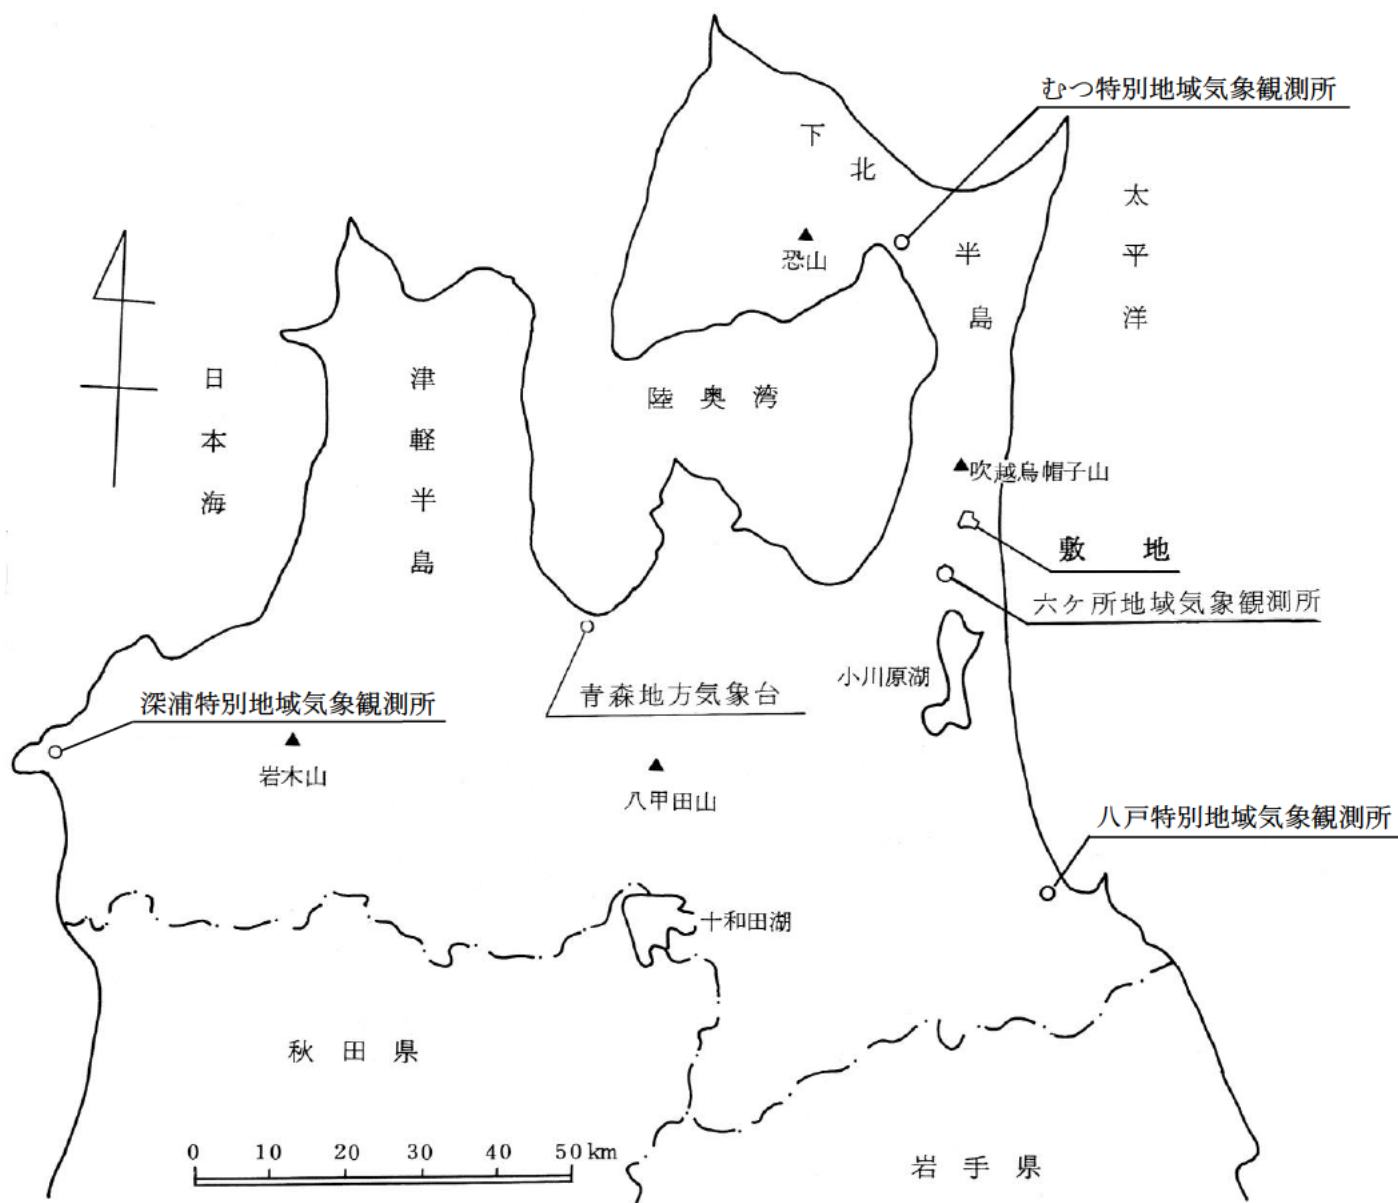 むつ特別地域気象観測所
下北半島
太平洋
恐山
日本海
津軽半島
陸奥湾
吹越烏帽子山
敷地
六ケ所地域気象観測所
小川原湖
青森地方気象台
深浦特別地域気象観測所
岩木山
八甲田山
八戸特別地域気象観測所
十和田湖
秋田県
0 10 20 30 40 50 km
岩手県